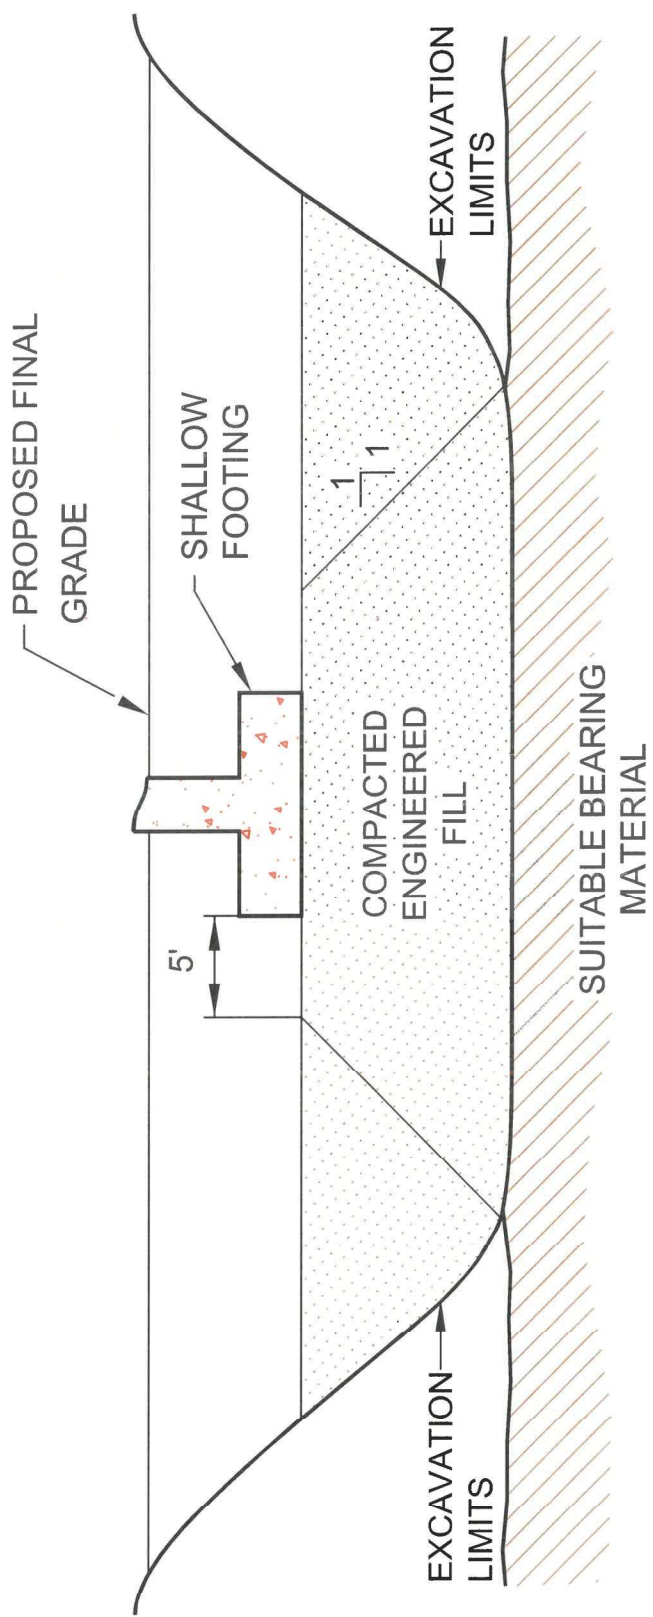 PROPOSED FINAL
GRADE
SHALLOW
FOOTING
5'
1
1
COMPACTED
ENGINEERED
FILL
EXCAVATION
LIMITS
EXCAVATION
LIMITS
SUITABLE BEARING
MATERIAL